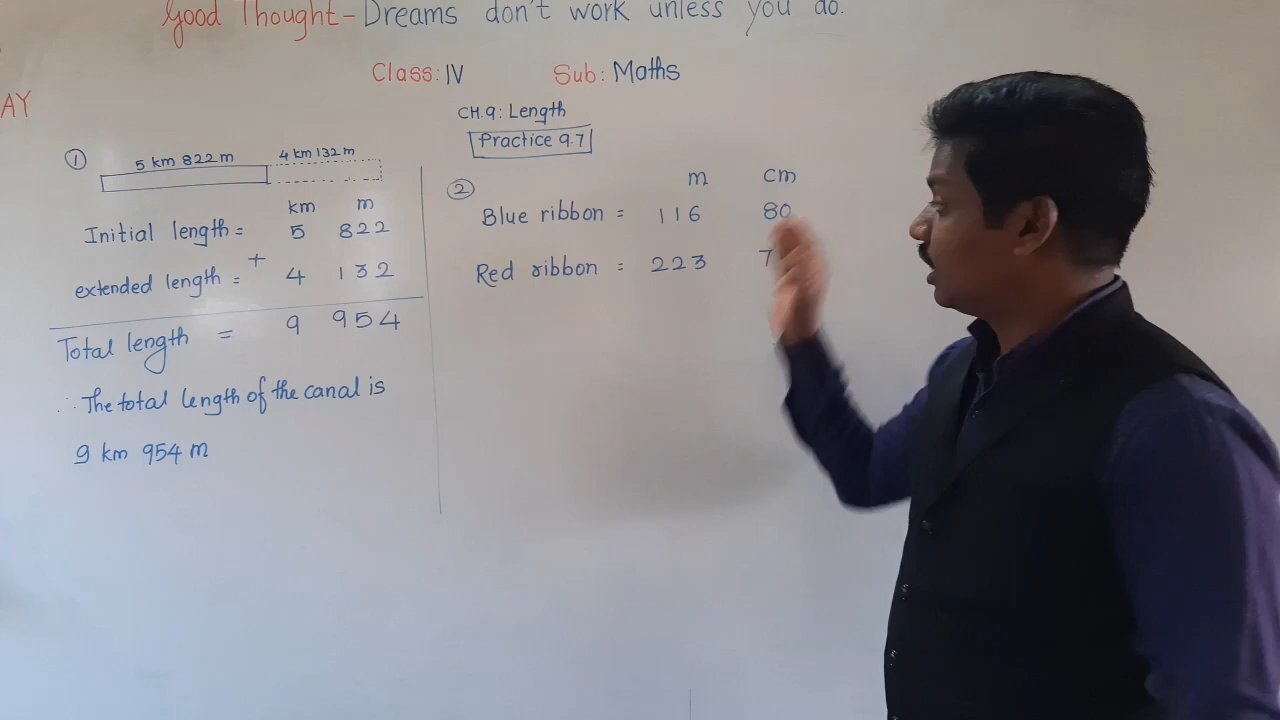 Good Thought - Dreams don't work unless you do.
Class: IV Sub: Maths
AY
CH.9: Length
Practice 9.7
① 5 km 822 m 4 km 132 m
km m
Initial length = 5 822
+
extended length = 4 132
Total length = 9 954
∴ The total length of the canal is
9 km 954 m
② m cm
Blue ribbon = 116 80
Red ribbon = 223